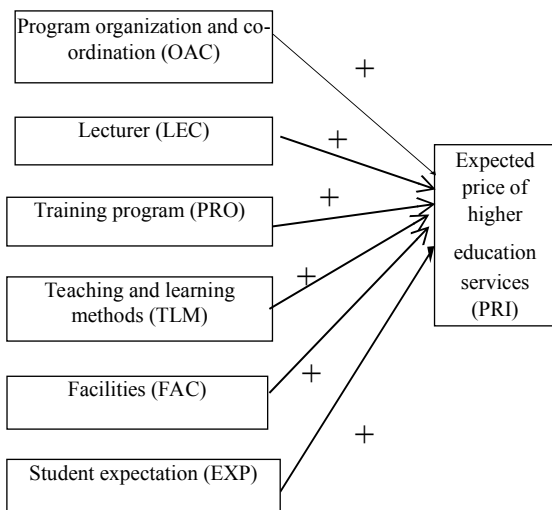 Program organization and co-
ordination (OAC)
+
Lecturer (LEC)
+
Training program (PRO)
+
Teaching and learning
methods (TLM)
+
Facilities (FAC)
+
Student expectation (EXP)
+
Expected
price of
higher
education
services
(PRI)